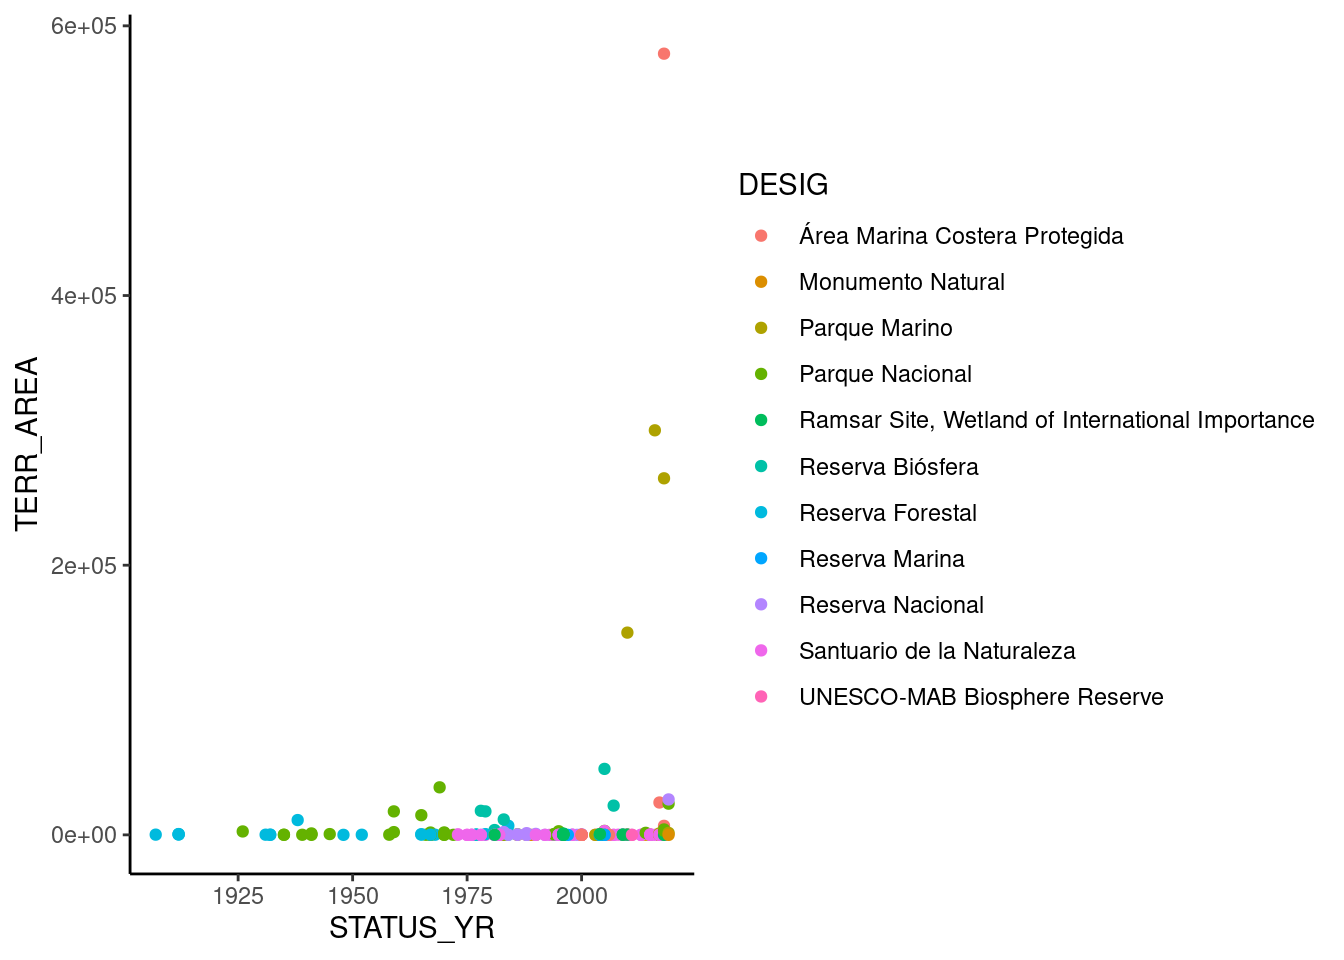 6e+05
4e+05
2e+05
0e+00
TERR_AREA
1925 1950 1975 2000
STATUS_YR
DESIG
Área Marina Costera Protegida
Monumento Natural
Parque Marino
Parque Nacional
Ramsar Site, Wetland of International Importance
Reserva Biósfera
Reserva Forestal
Reserva Marina
Reserva Nacional
Santuario de la Naturaleza
UNESCO-MAB Biosphere Reserve